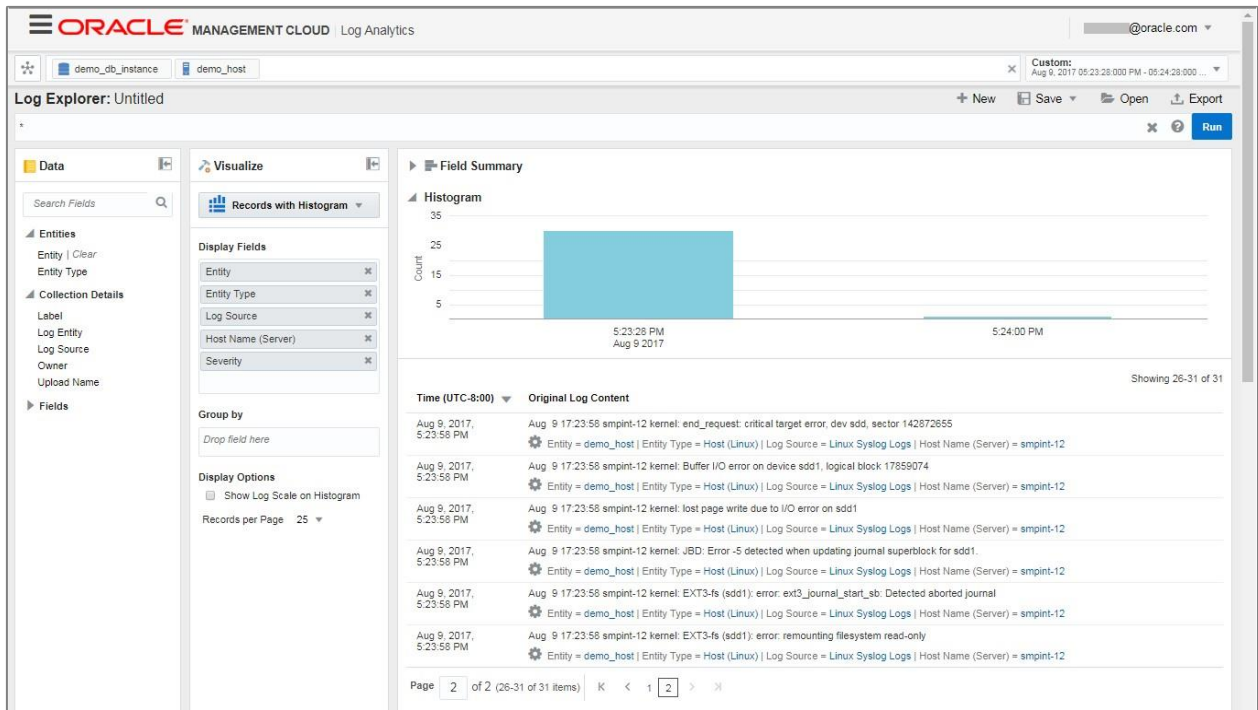 ORACLE MANAGEMENT CLOUD | Log Analytics
@oracle.com
demo_db_instance
demo_host
Custom:
Aug 9, 2017 05:23:28:000 PM - 05:24:28:000 ...
Log Explorer: Untitled
New
Save
Open
Export
*
Run
Data
Search Fields
Entities
Entity | Clear
Entity Type
Collection Details
Label
Log Entity
Log Source
Owner
Upload Name
Fields
Visualize
Records with Histogram
Display Fields
Entity
Entity Type
Log Source
Host Name (Server)
Severity
Group by
Drop field here
Display Options
Show Log Scale on Histogram
Records per Page 25
Field Summary
Histogram
35
25
15
5
Count
5:23:28 PM
Aug 9 2017
5:24:00 PM
Showing 26-31 of 31
Time (UTC-8:00) Original Log Content
Aug 9, 2017,
5:23:58 PM
Aug 9 17:23:58 smpint-12 kernel: end_request: critical target error, dev sdd, sector 142872655
Entity = demo_host | Entity Type = Host (Linux) | Log Source = Linux Syslog Logs | Host Name (Server) = smpint-12
Aug 9, 2017,
5:23:58 PM
Aug 9 17:23:58 smpint-12 kernel: Buffer I/O error on device sdd1, logical block 17859074
Entity = demo_host | Entity Type = Host (Linux) | Log Source = Linux Syslog Logs | Host Name (Server) = smpint-12
Aug 9, 2017,
5:23:58 PM
Aug 9 17:23:58 smpint-12 kernel: lost page write due to I/O error on sdd1
Entity = demo_host | Entity Type = Host (Linux) | Log Source = Linux Syslog Logs | Host Name (Server) = smpint-12
Aug 9, 2017,
5:23:58 PM
Aug 9 17:23:58 smpint-12 kernel: JBD: Error -5 detected when updating journal superblock for sdd1.
Entity = demo_host | Entity Type = Host (Linux) | Log Source = Linux Syslog Logs | Host Name (Server) = smpint-12
Aug 9, 2017,
5:23:58 PM
Aug 9 17:23:58 smpint-12 kernel: EXT3-fs (sdd1): error: ext3_journal_start_sb: Detected aborted journal
Entity = demo_host | Entity Type = Host (Linux) | Log Source = Linux Syslog Logs | Host Name (Server) = smpint-12
Aug 9, 2017,
5:23:58 PM
Aug 9 17:23:58 smpint-12 kernel: EXT3-fs (sdd1): error: remounting filesystem read-only
Entity = demo_host | Entity Type = Host (Linux) | Log Source = Linux Syslog Logs | Host Name (Server) = smpint-12
Page 2 of 2 (26-31 of 31 items) K < 1 2 > X